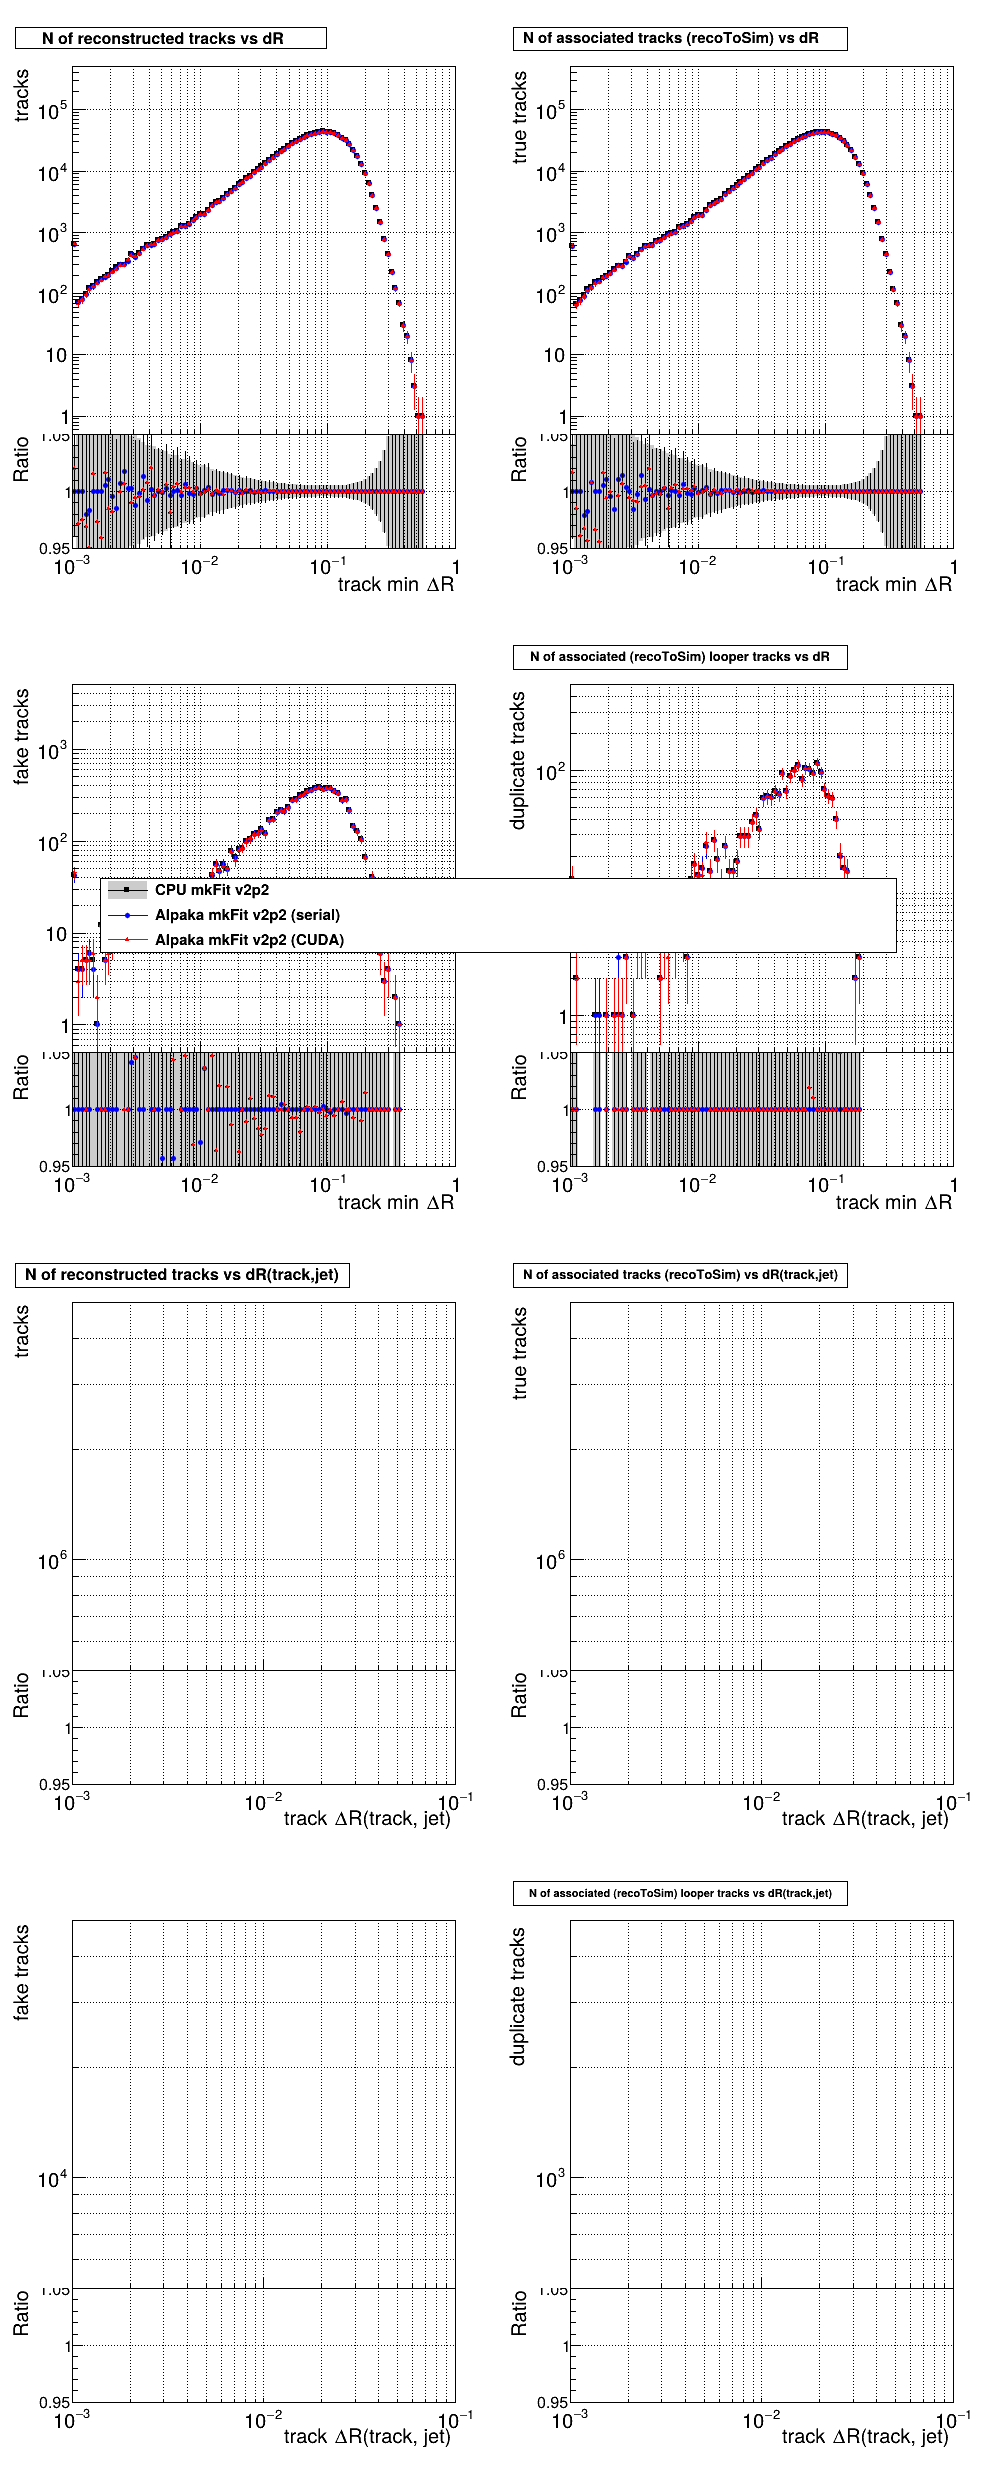 N of reconstructed tracks vs dR
tracks
10^5
10^4
10^3
10^2
10
1
Ratio
1.05
1
0.95
10^−3 10^−2 10^−1 1
track min ΔR
N of associated tracks (recoToSim) vs dR
true tracks
10^5
10^4
10^3
10^2
10
1
Ratio
1.05
1
0.95
10^−3 10^−2 10^−1 1
track min ΔR
fake tracks
10^3
10^2
10
1
Ratio
1.05
1
0.95
10^−3 10^−2 10^−1 1
track min ΔR
N of associated (recoToSim) looper tracks vs dR
duplicate tracks
10^2
1
Ratio
1.05
1
0.95
10^−3 10^−2 10^−1 1
track min ΔR
CPU mkFit v2p2
Alpaka mkFit v2p2 (serial)
Alpaka mkFit v2p2 (CUDA)
N of reconstructed tracks vs dR(track,jet)
tracks
10^6
Ratio
1.05
1
0.95
10^−3 10^−2 10^−1
track ΔR(track, jet)
N of associated tracks (recoToSim) vs dR(track,jet)
true tracks
10^6
Ratio
1.05
1
0.95
10^−3 10^−2 10^−1
track ΔR(track, jet)
fake tracks
10^4
Ratio
1.05
1
0.95
10^−3 10^−2 10^−1
track ΔR(track, jet)
N of associated (recoToSim) looper tracks vs dR(track,jet)
duplicate tracks
10^3
Ratio
1.05
1
0.95
10^−3 10^−2 10^−1
track ΔR(track, jet)